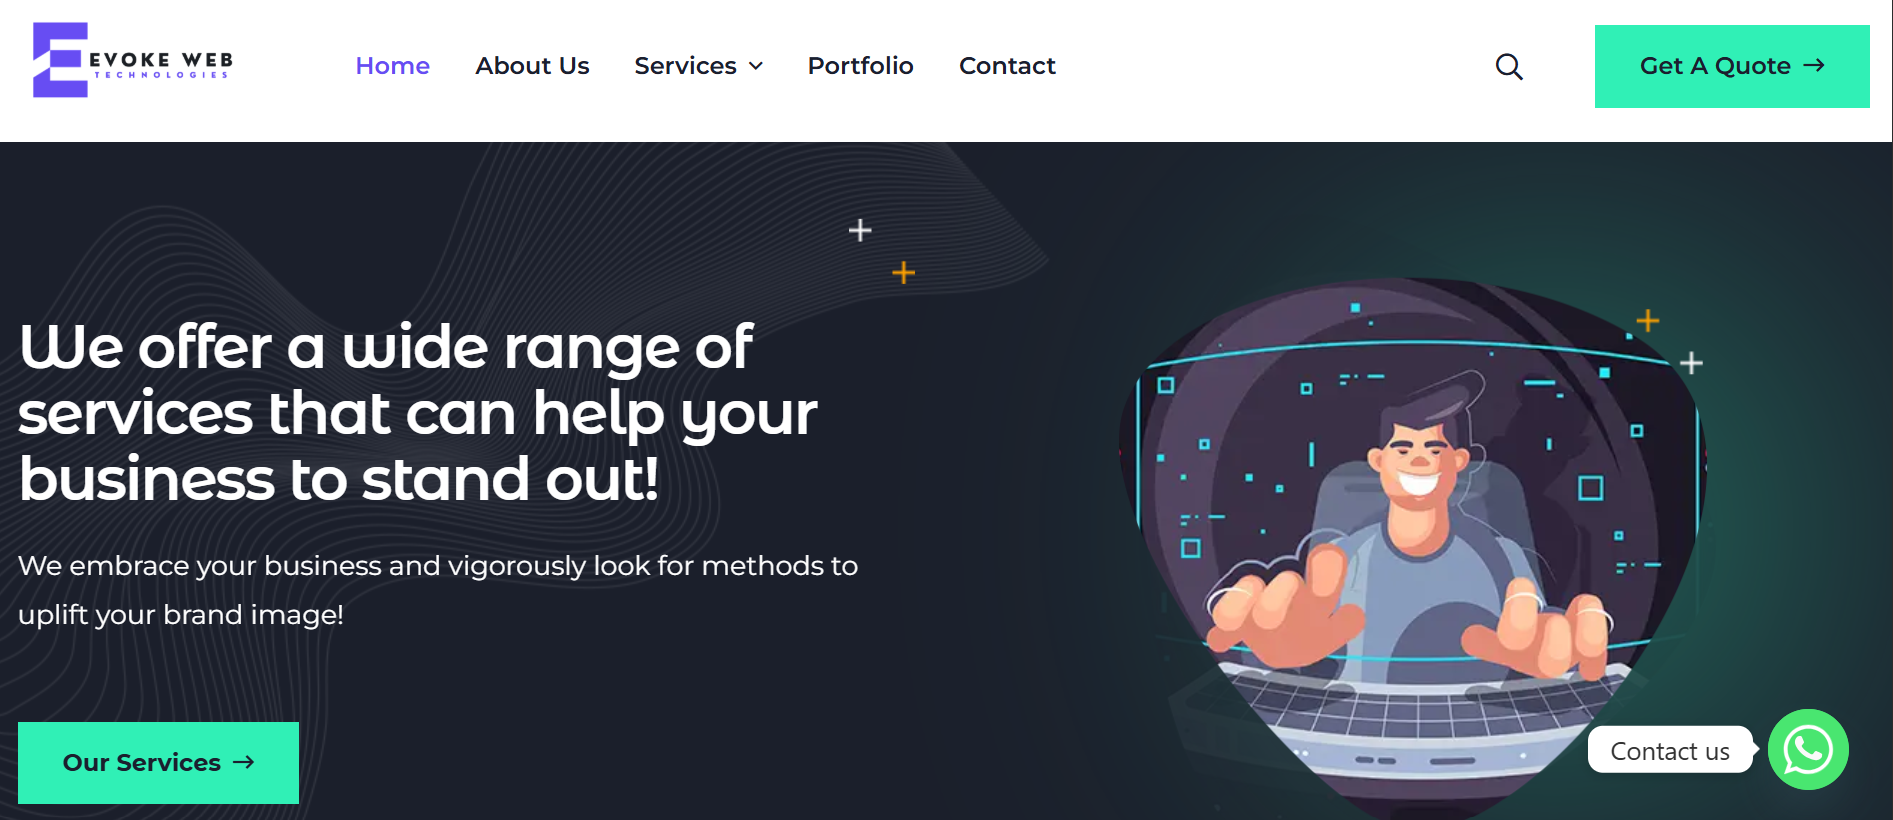 EVOKE WEB
TECHNOLOGIES
Home
About Us
Services
Portfolio
Contact
Get A Quote →
We offer a wide range of
services that can help your
business to stand out!
We embrace your business and vigorously look for methods to
uplift your brand image!
Our Services →
Contact us